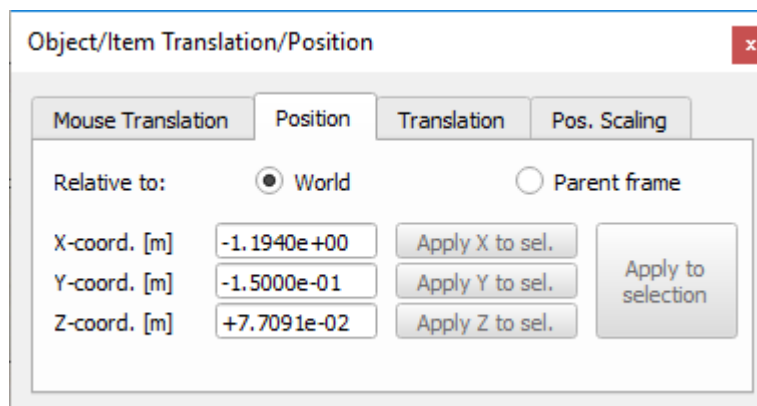 Object/Item Translation/Position
x
Mouse Translation Position Translation Pos. Scaling
Relative to: World Parent frame
X-coord. [m] -1.1940e+00 Apply X to sel.
Y-coord. [m] -1.5000e-01 Apply Y to sel.
Z-coord. [m] +7.7091e-02 Apply Z to sel.
Apply to
selection